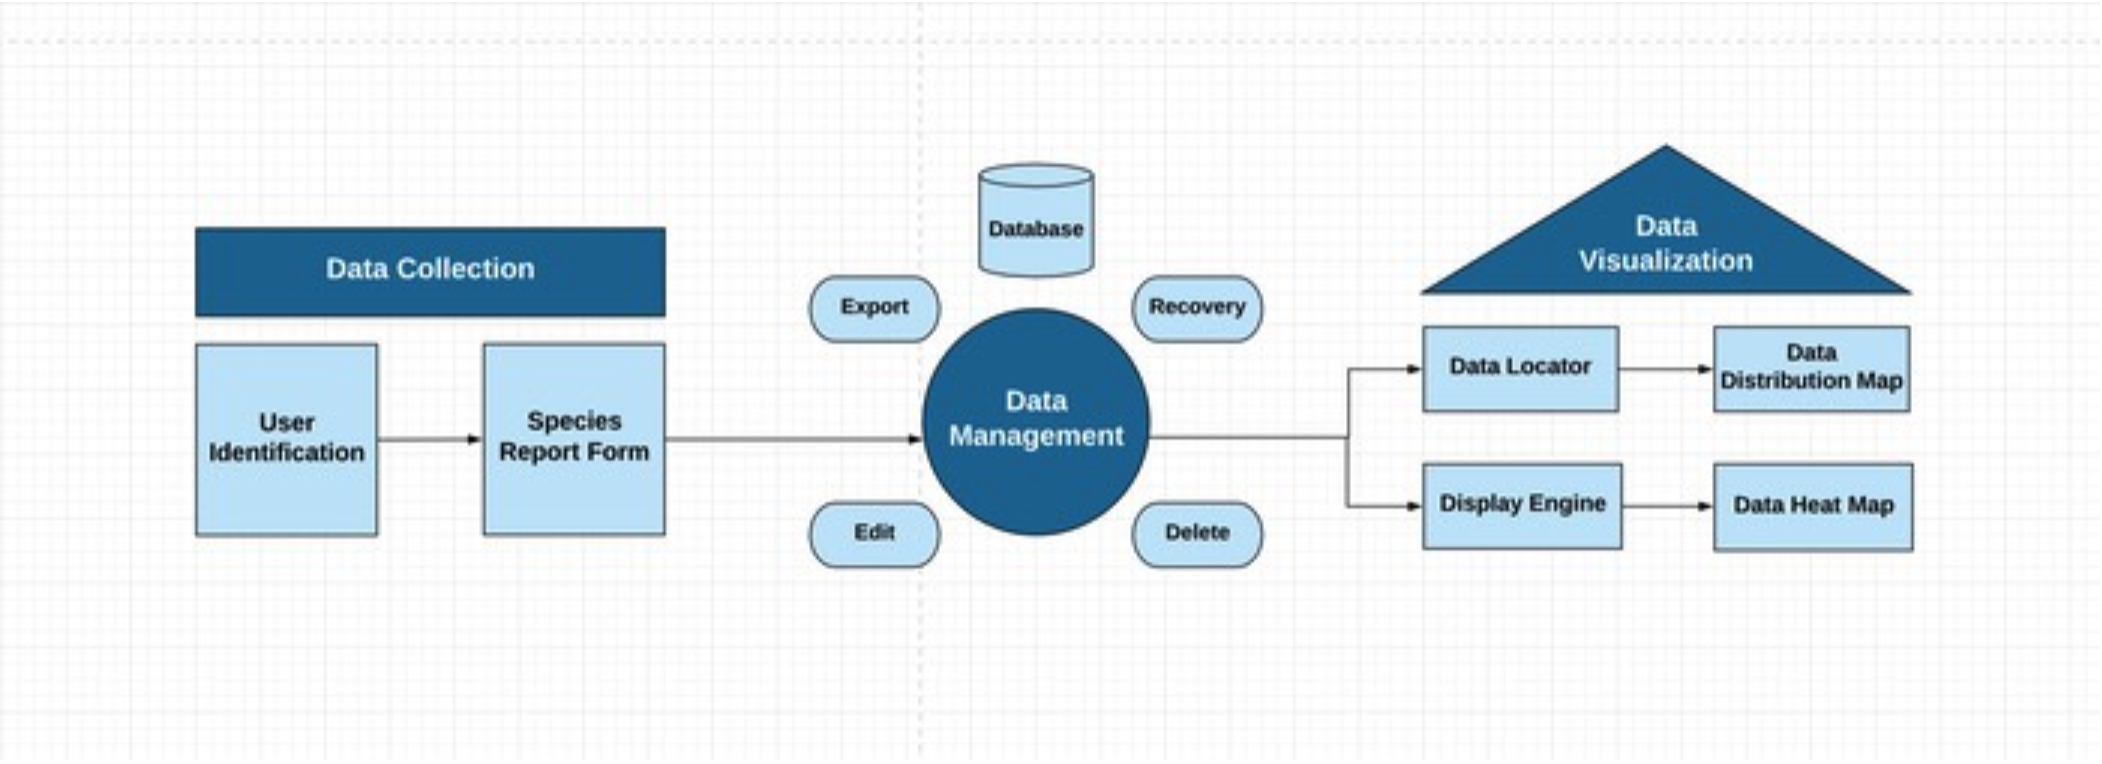 Data Collection
User
Identification
Species
Report Form
Database
Export
Recovery
Data
Management
Edit
Delete
Data
Visualization
Data Locator
Data
Distribution Map
Display Engine
Data Heat Map